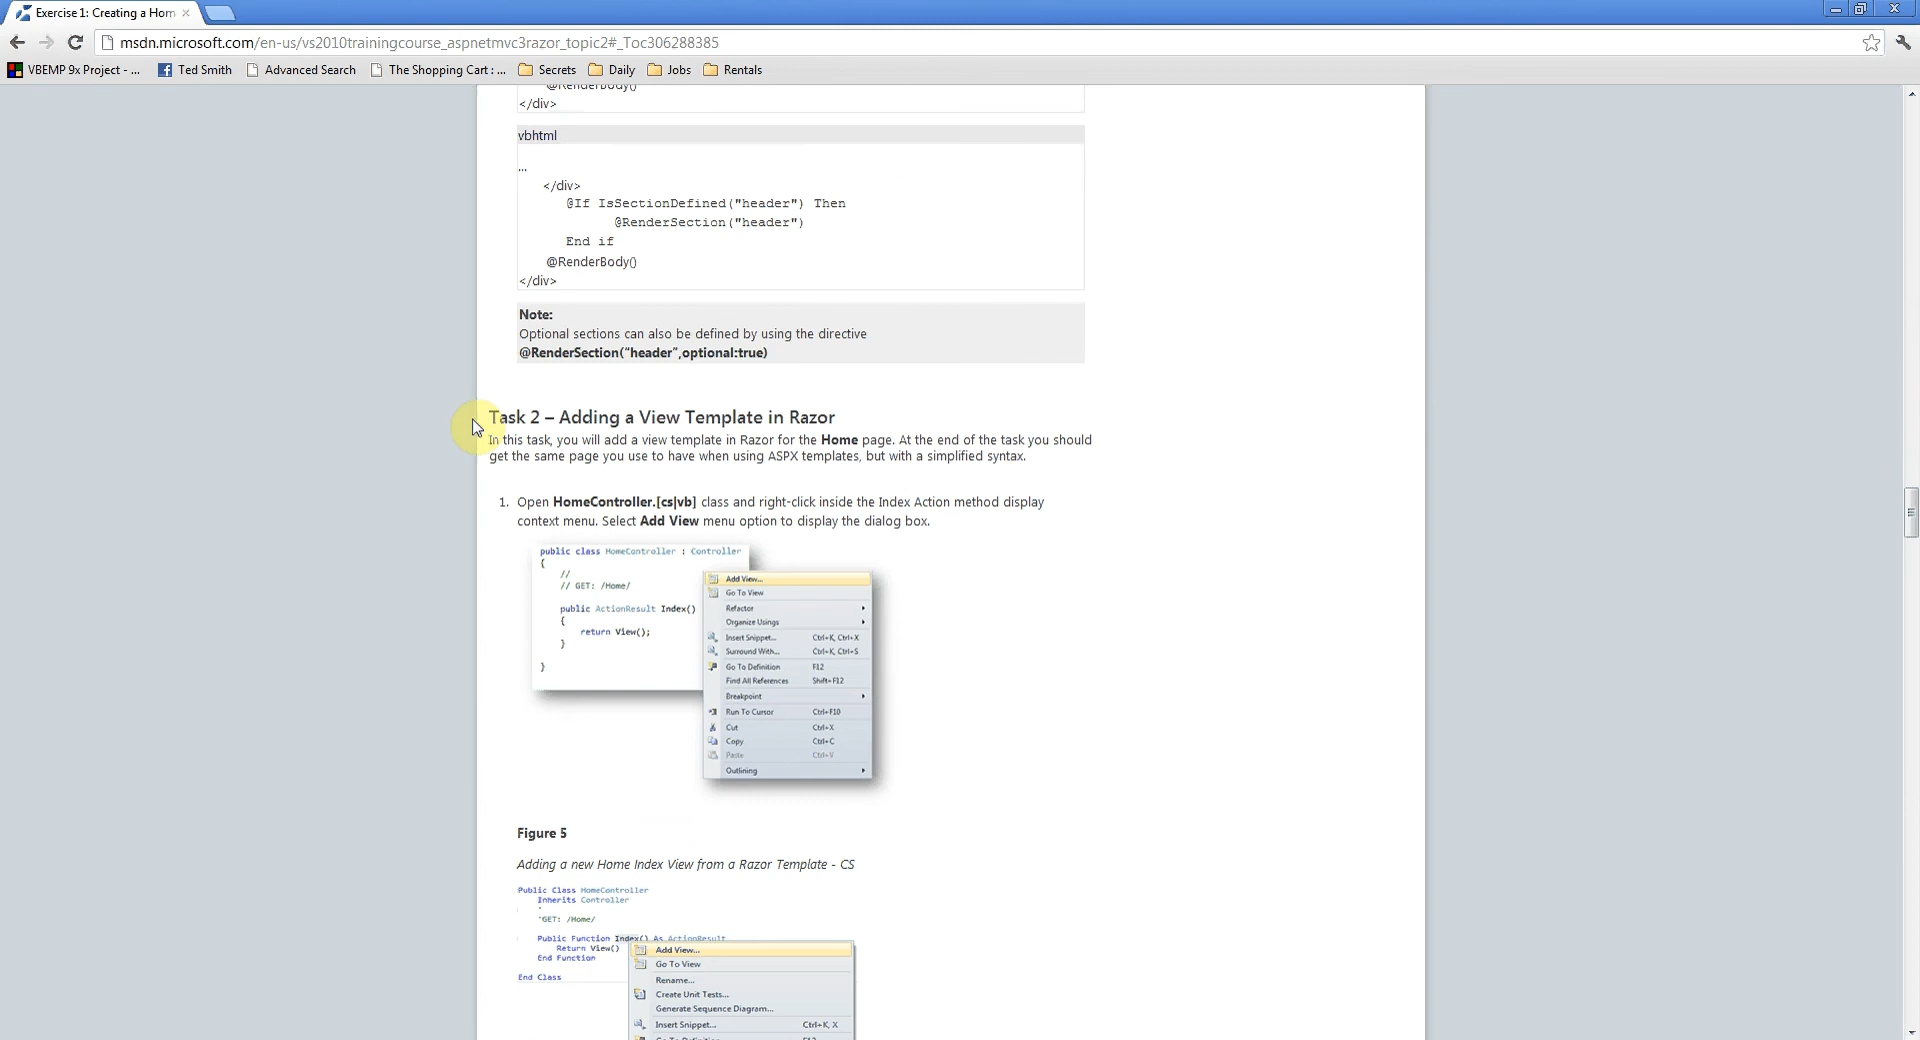 Exercise 1: Creating a Hom
msdn.microsoft.com/en-us/vs2010trainingcourse_aspnetmvc3razor_topic2#_Toc306288385
VBEMP 9x Project - ... Ted Smith Advanced Search The Shopping Cart : ... Secrets Daily Jobs Rentals
@RenderBody()
</div>
vbhtml
...
</div>
@If IsSectionDefined("header") Then
@RenderSection("header")
End if
@RenderBody()
</div>
Note:
Optional sections can also be defined by using the directive
@RenderSection("header",optional:true)
Task 2 – Adding a View Template in Razor
In this task, you will add a view template in Razor for the Home page. At the end of the task you should
get the same page you use to have when using ASPX templates, but with a simplified syntax.
1. Open HomeController.[cs|vb] class and right-click inside the Index Action method display
context menu. Select Add View menu option to display the dialog box.
public class HomeController : Controller
{
//
// GET: /Home/
public ActionResult Index()
{
return View();
}
}
Add View...
Go To View
Refactor
Organize Usings
Insert Snippet... Ctrl+K, Ctrl+X
Surround With... Ctrl+K, Ctrl+S
Go To Definition F12
Find All References Shift+F12
Breakpoint
Run To Cursor Ctrl+F10
Cut Ctrl+X
Copy Ctrl+C
Paste Ctrl+V
Outlining
Figure 5
Adding a new Home Index View from a Razor Template - CS
Public Class HomeController
Inherits Controller
'
'GET: /Home/
Public Function Index() As ActionResult
Return View()
End Function
End Class
Add View...
Go To View
Rename...
Create Unit Tests...
Generate Sequence Diagram...
Insert Snippet... Ctrl+K, X
Go To Definition F12